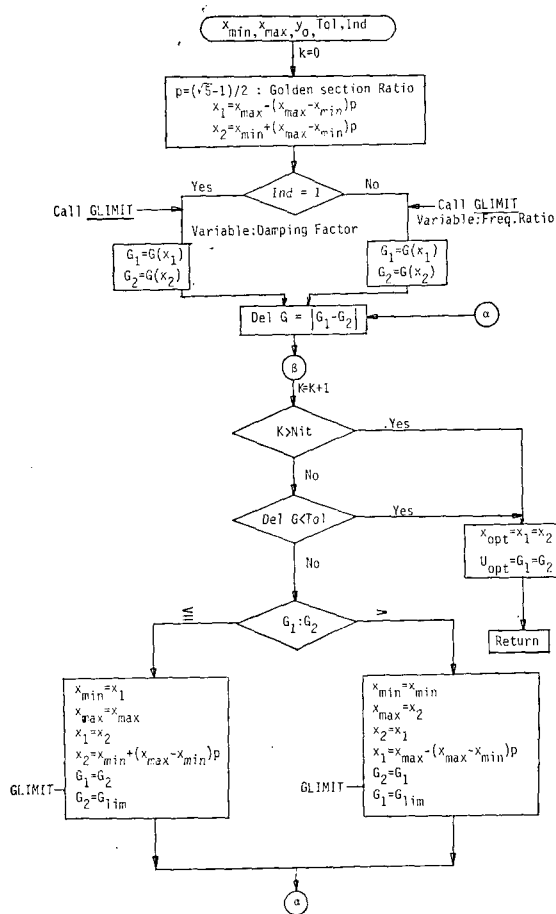 x_min, x_max, y_o, Tol, Ind
k=0
p=(√5-1)/2 : Golden section Ratio
x_1=x_max-(x_max-x_min)p
x_2=x_min+(x_max-x_min)p
Yes
Ind = 1
No
Call GLIMIT
Call GLIMIT
Variable:Freq.Ratio
Variable:Damping Factor
G_1=G(x_1)
G_2=G(x_2)
G_1=G(x_1)
G_2=G(x_2)
Del G = |G_1-G_2|
α
β
K=K+1
K>Nit
Yes
No
Del G<Tol
Yes
No
x_opt=x_1=x_2
U_opt=G_1=G_2
Return
≤
G_1:G_2
>
x_min=x_1
x_max=x_max
x_1=x_2
x_2=x_min+(x_max-x_min)p
G_1=G_2
G_2=G_lim
GLIMIT
x_min=x_min
x_max=x_2
x_2=x_1
x_1=x_max-(x_max-x_min)p
G_2=G_1
G_1=G_lim
GLIMIT
α